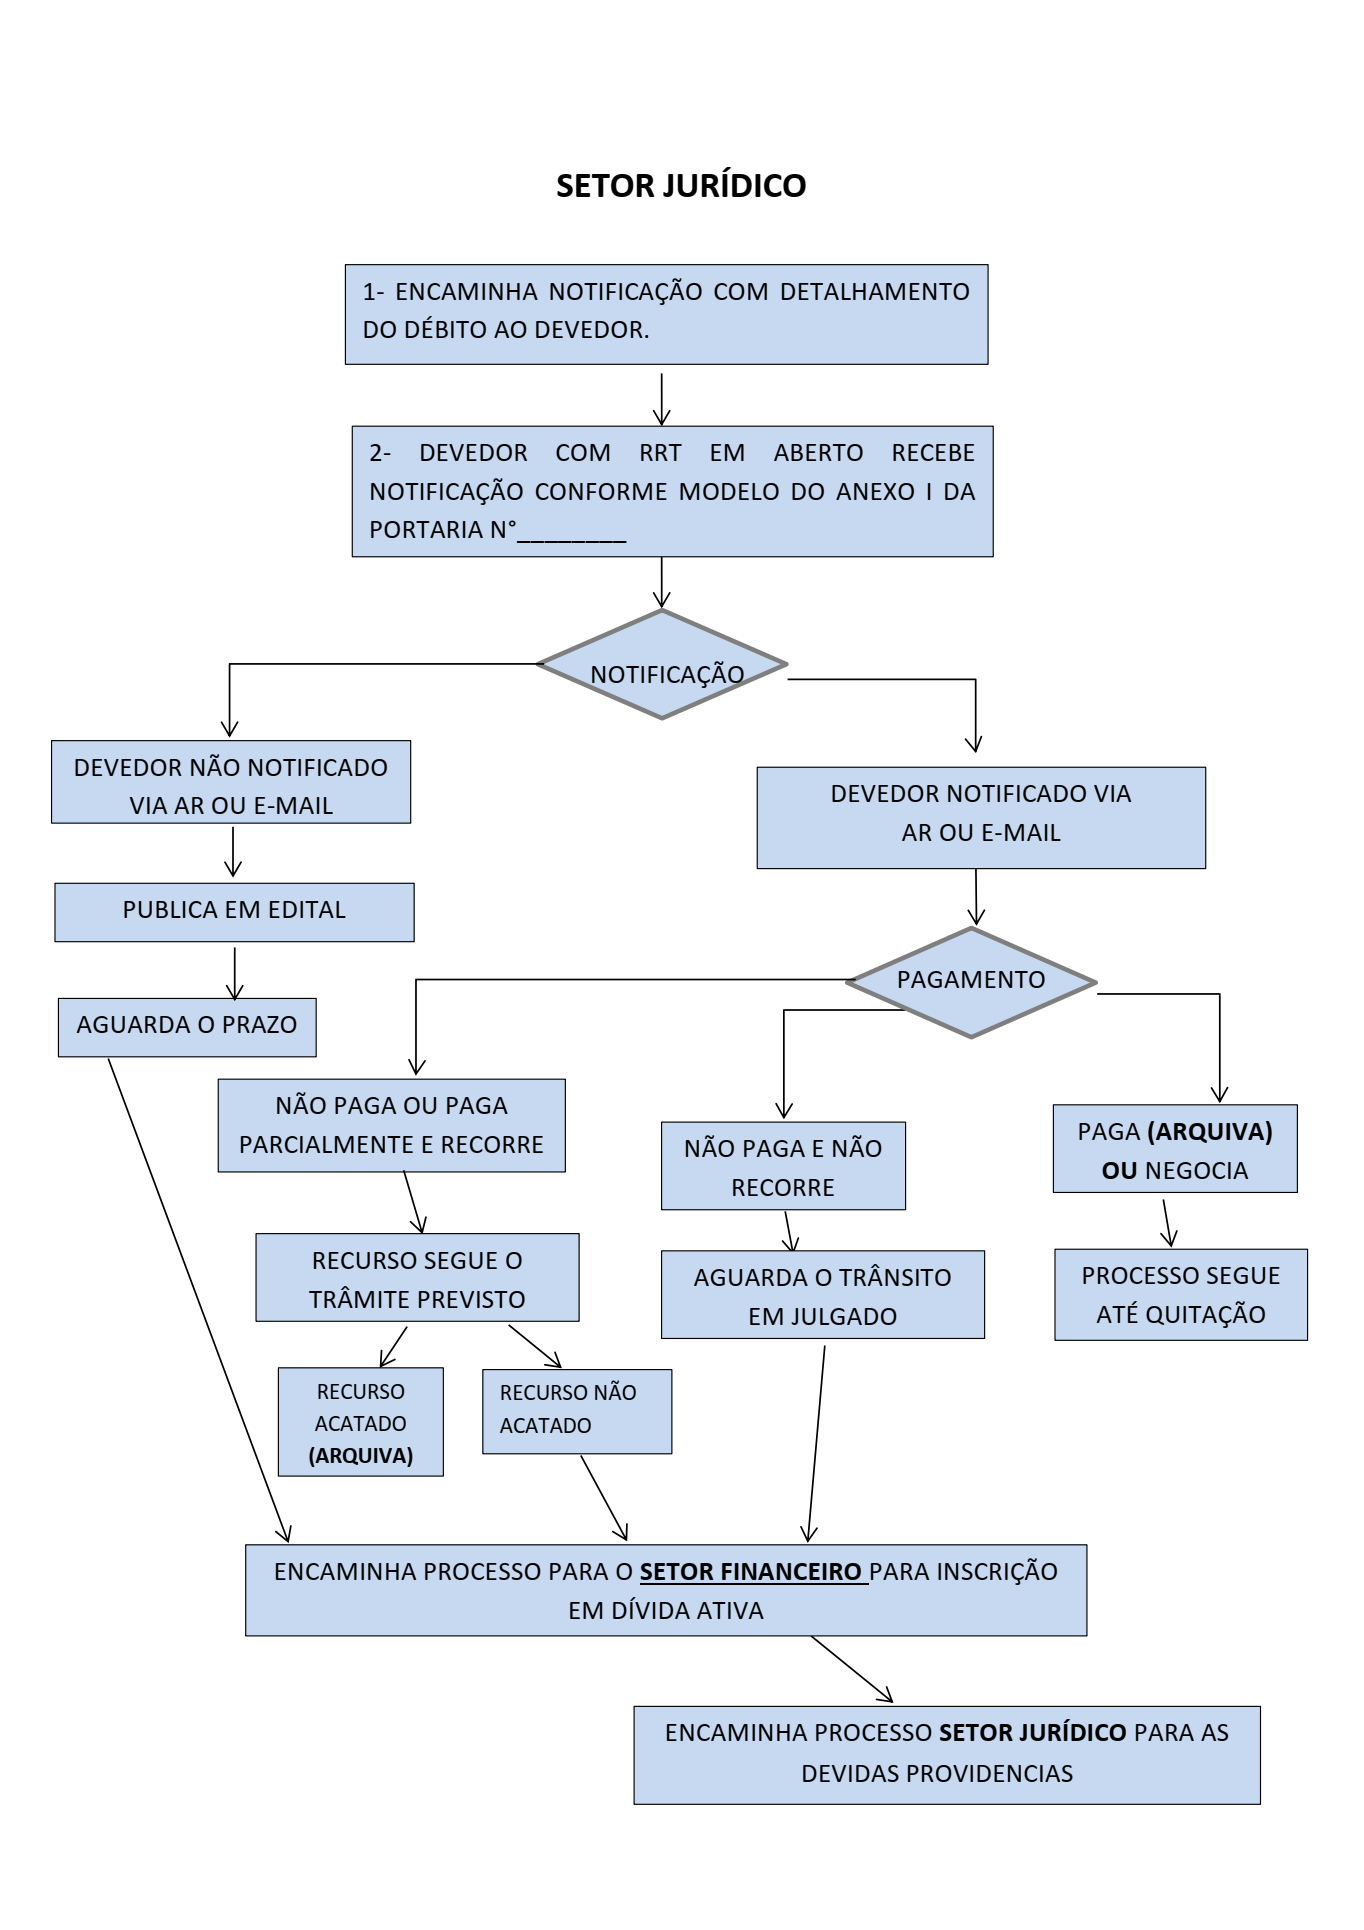 SETOR JURÍDICO
1- ENCAMINHA NOTIFICAÇÃO COM DETALHAMENTO
DO DÉBITO AO DEVEDOR.
2- DEVEDOR COM RRT EM ABERTO RECEBE
NOTIFICAÇÃO CONFORME MODELO DO ANEXO I DA
PORTARIA N°________
NOTIFICAÇÃO
DEVEDOR NÃO NOTIFICADO
VIA AR OU E-MAIL
DEVEDOR NOTIFICADO VIA
AR OU E-MAIL
PUBLICA EM EDITAL
PAGAMENTO
AGUARDA O PRAZO
NÃO PAGA OU PAGA
PARCIALMENTE E RECORRE
NÃO PAGA E NÃO
RECORRE
PAGA (ARQUIVA)
OU NEGOCIA
RECURSO SEGUE O
TRÂMITE PREVISTO
AGUARDA O TRÂNSITO
EM JULGADO
PROCESSO SEGUE
ATÉ QUITAÇÃO
RECURSO
ACATADO
(ARQUIVA)
RECURSO NÃO
ACATADO
ENCAMINHA PROCESSO PARA O SETOR FINANCEIRO PARA INSCRIÇÃO
EM DÍVIDA ATIVA
ENCAMINHA PROCESSO SETOR JURÍDICO PARA AS
DEVIDAS PROVIDENCIAS